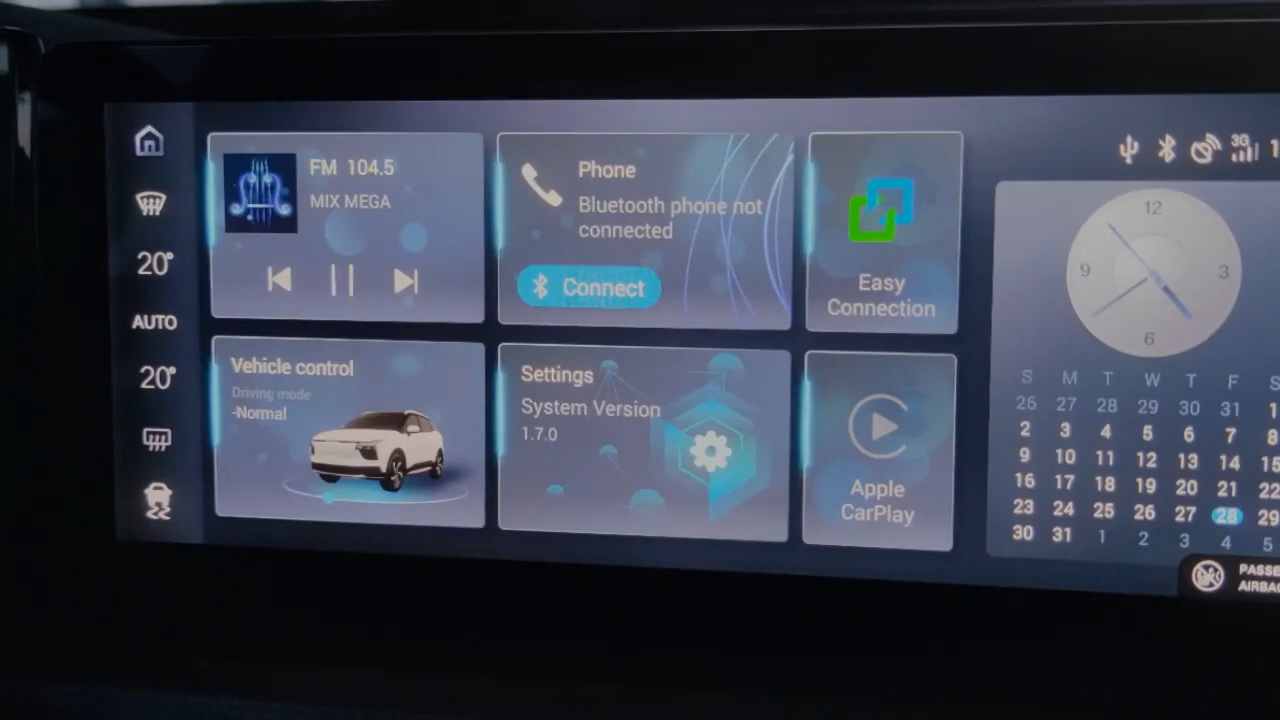 20°
AUTO
20°
FM 104.5
MIX MEGA
Phone
Bluetooth phone not
connected
Connect
Easy
Connection
Vehicle control
Driving mode
-Normal
Settings
System Version
1.7.0
Apple
CarPlay
3G 1
12
9 3
6
S M T W T F S
26 27 28 29 30 31 1
2 3 4 5 6 7 8
9 10 11 12 13 14 15
16 17 18 19 20 21 22
23 24 25 26 27 28 29
30 31 1 2 3 4 5
PASSE
AIRBAG